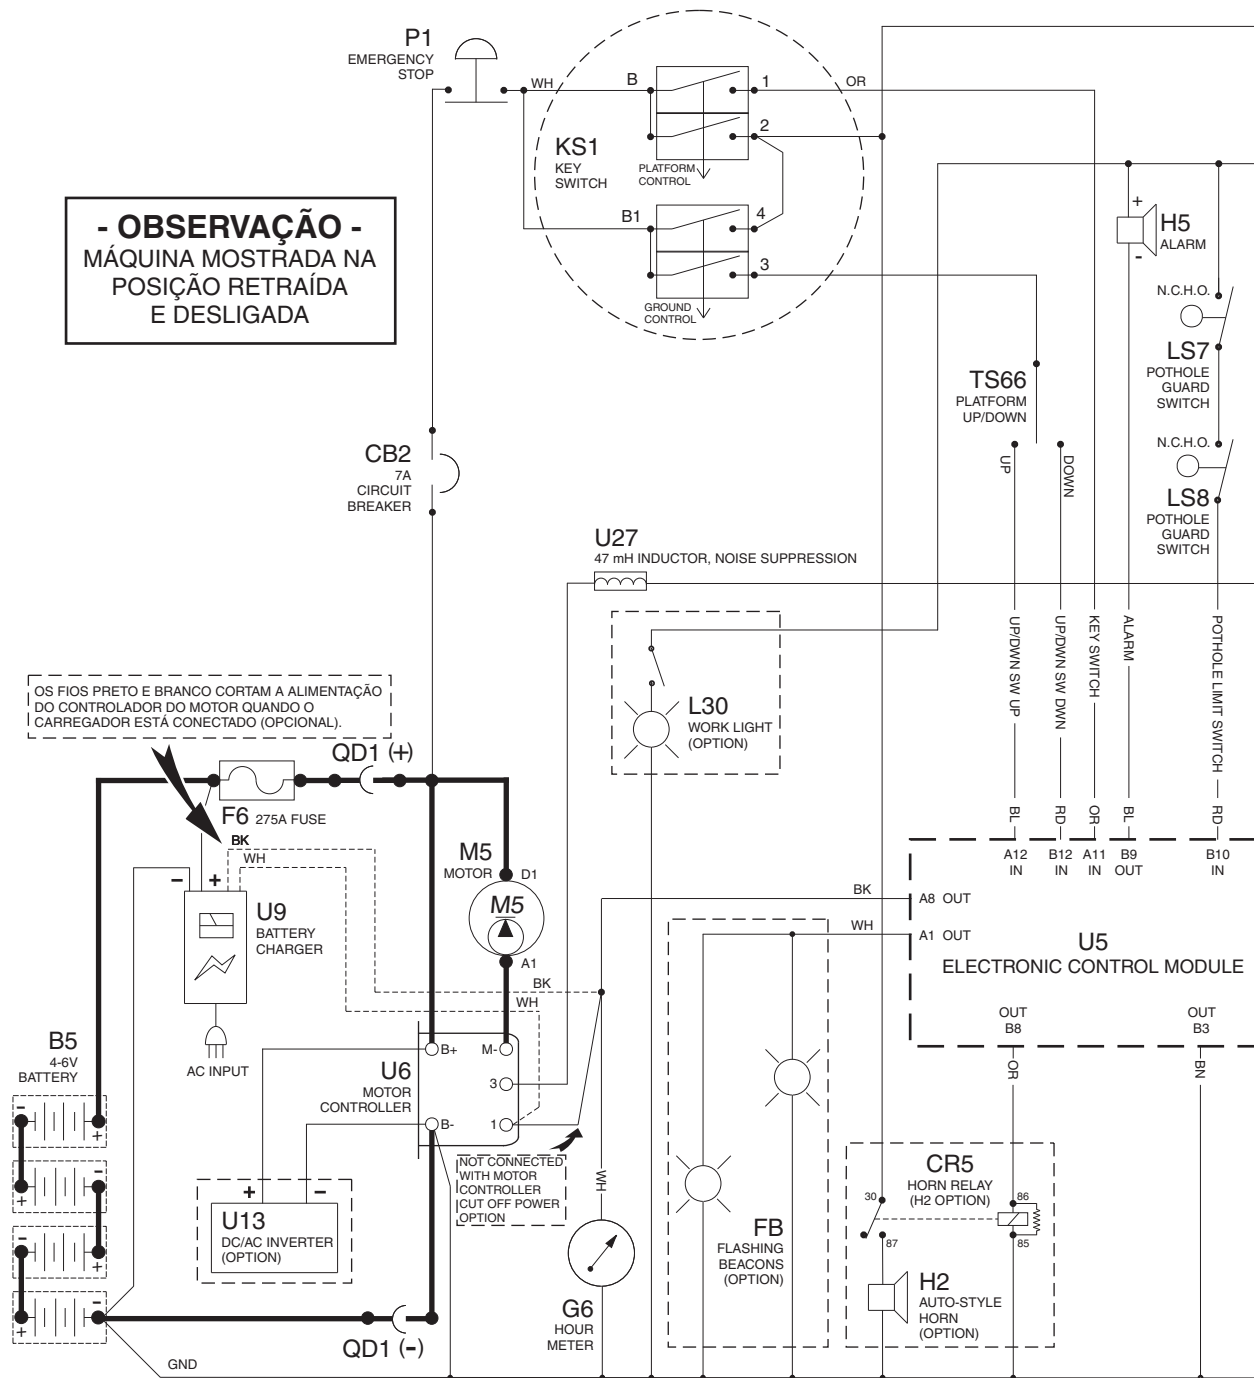 P1
EMERGENCY
STOP
WH
B
1
OR
2
KS1
KEY
SWITCH
PLATFORM
CONTROL
B1
4
3
GROUND
CONTROL
- OBSERVAÇÃO -
MÁQUINA MOSTRADA NA
POSIÇÃO RETRAÍDA
E DESLIGADA
+
H5
ALARM
-
N.C.H.O.
LS7
POTHOLE
GUARD
SWITCH
TS66
PLATFORM
UP/DOWN
UP
DOWN
N.C.H.O.
LS8
POTHOLE
GUARD
SWITCH
CB2
7A
CIRCUIT
BREAKER
U27
47 mH INDUCTOR, NOISE SUPPRESSION
UP/DWN SW UP
UP/DWN SW DWN
KEY SWITCH
ALARM
POTHOLE LIMIT SWITCH
L30
WORK LIGHT
(OPTION)
OS FIOS PRETO E BRANCO CORTAM A ALIMENTAÇÃO
DO CONTROLADOR DO MOTOR QUANDO O
CARREGADOR ESTÁ CONECTADO (OPCIONAL).
QD1 (+)
F6 275A FUSE
BK
WH
- +
U9
BATTERY
CHARGER
AC INPUT
M5
MOTOR
D1
M5
A1
BK
WH
BL
RD
OR
BL
RD
A12
IN
B12
IN
A11
IN
B9
OUT
B10
IN
BK
A8 OUT
WH
A1 OUT
U5
ELECTRONIC CONTROL MODULE
OUT
B8
OUT
B3
OR
BN
B5
4-6V
BATTERY
-
+
-
+
-
+
-
+
U6
MOTOR
CONTROLLER
B+
M-
3
B-
1
NOT CONNECTED
WITH MOTOR
CONTROLLER
CUT OFF POWER
OPTION
+ -
U13
DC/AC INVERTER
(OPTION)
WH
G6
HOUR
METER
FB
FLASHING
BEACONS
(OPTION)
CR5
HORN RELAY
(H2 OPTION)
30
86
87
85
H2
AUTO-STYLE
HORN
(OPTION)
QD1 (-)
GND